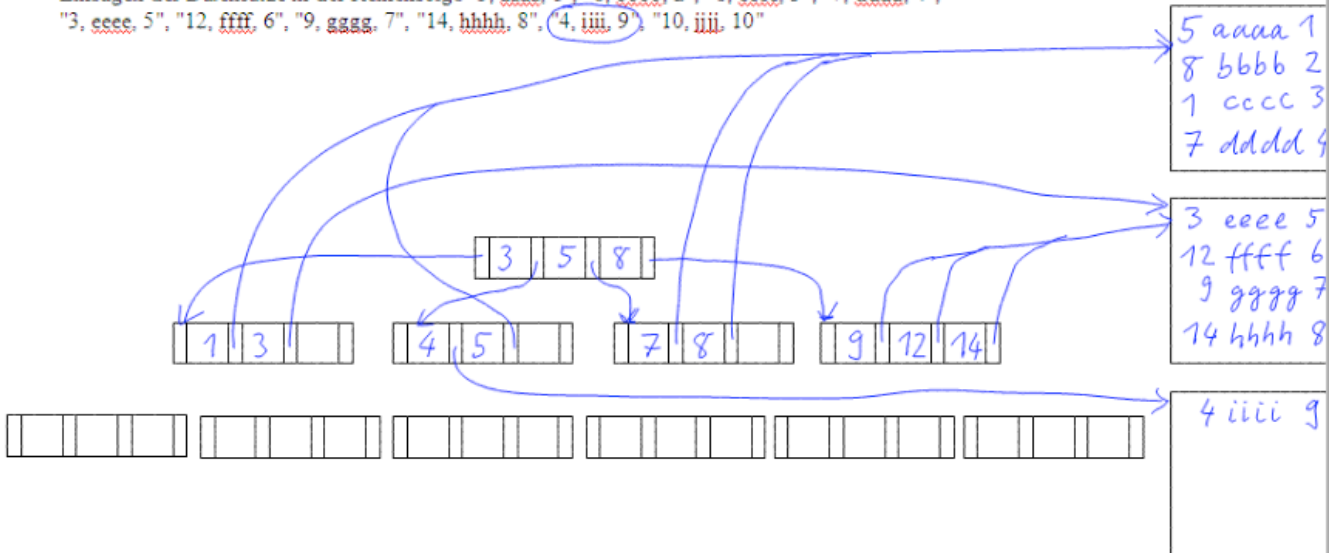 "3, eeee, 5", "12, ffff, 6", "9, gggg, 7", "14, hhhh, 8", "4, iiii, 9", "10, jjjj, 10"
5 aaaa 1
8 bbbb 2
1 cccc 3
7 dddd 4
3 eeee 5
12 ffff 6
9 gggg 7
14 hhhh 8
3 5 8
1 3
4 5
7 8
9 12 14
4 iiii 9